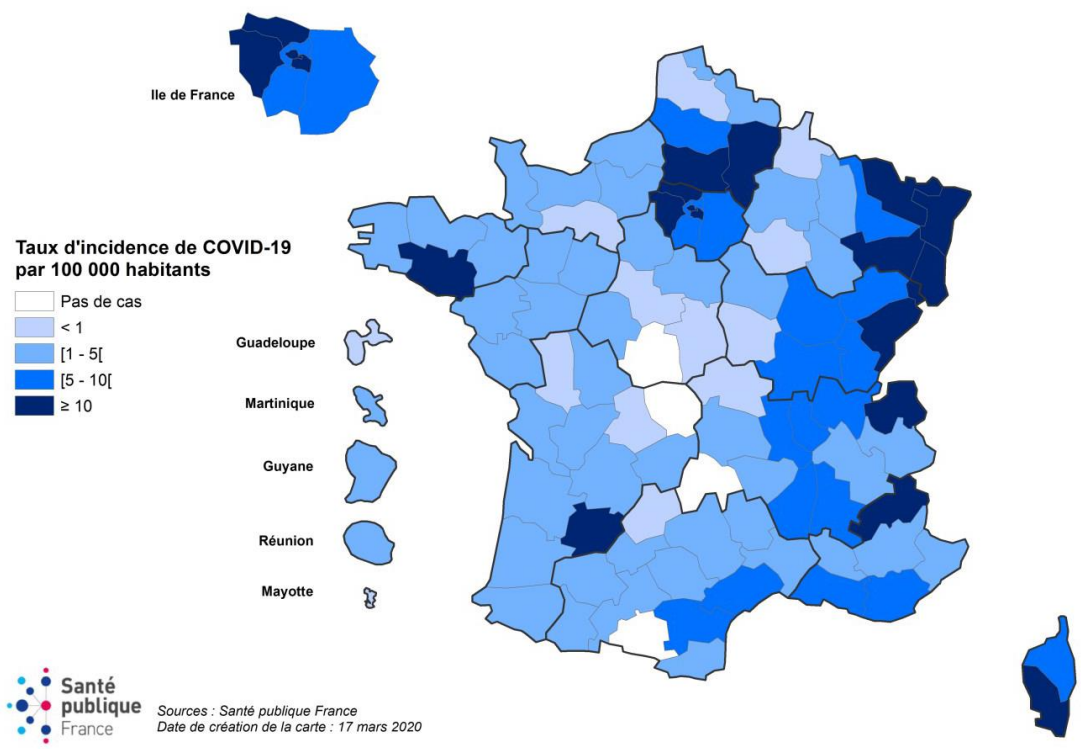 Ile de France
Taux d'incidence de COVID-19
par 100 000 habitants
Pas de cas
< 1
[1 - 5[
[5 - 10[
≥ 10
Guadeloupe
Martinique
Guyane
Réunion
Mayotte
Santé
publique
France
Sources : Santé publique France
Date de création de la carte : 17 mars 2020